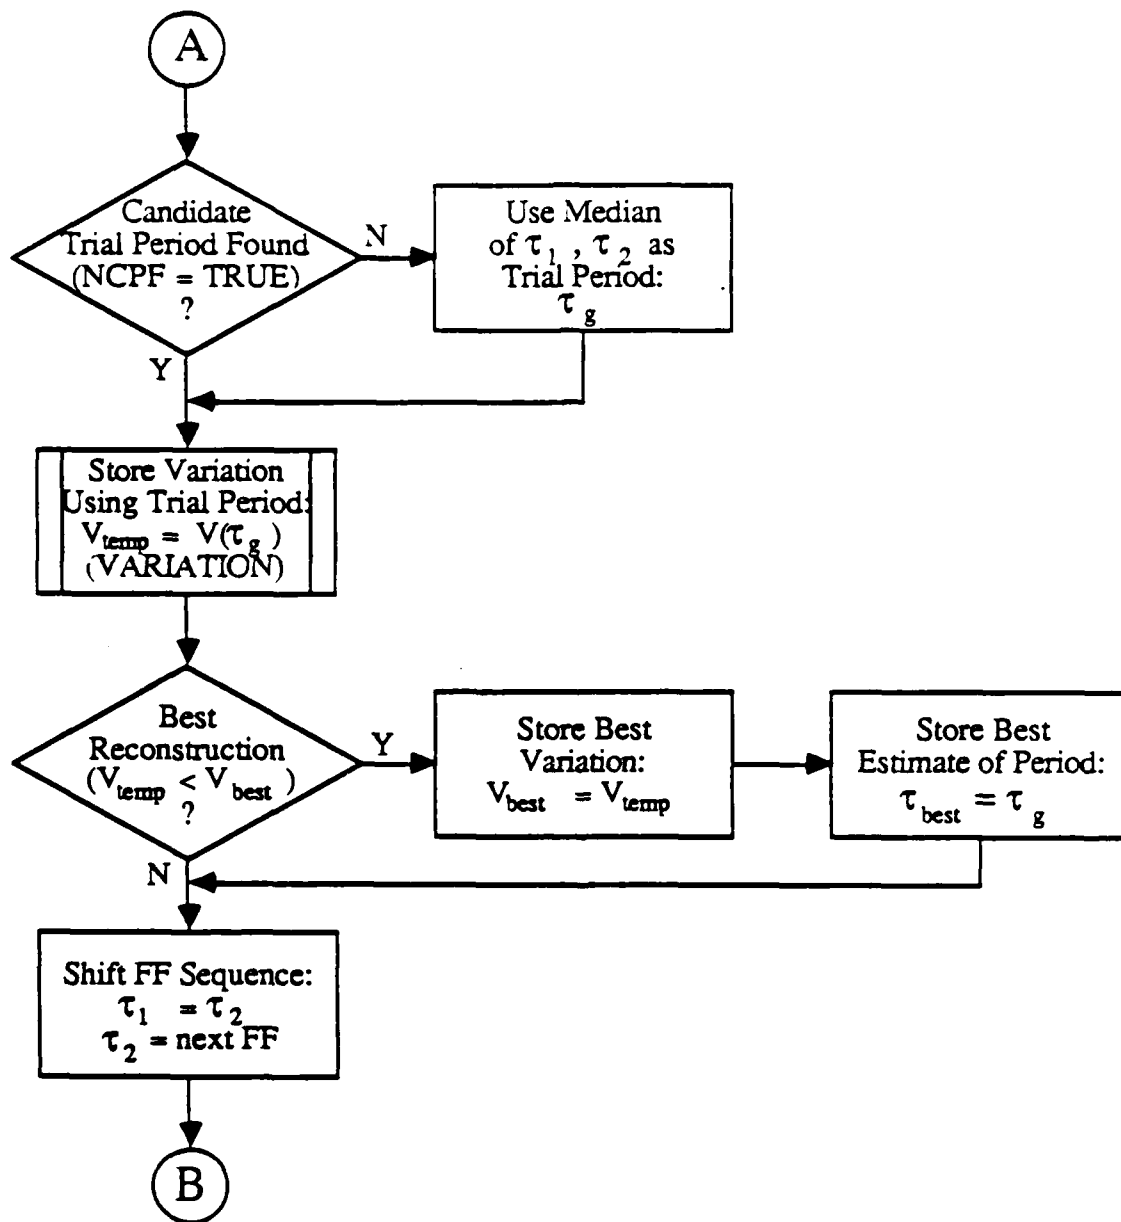 A
Candidate
Trial Period Found
(NCPF = TRUE)
?
N
Y
Use Median
of τ1 , τ2 as
Trial Period:
τg
Store Variation
Using Trial Period:
Vtemp = V(τg)
(VARIATION)
Best
Reconstruction
(Vtemp < Vbest )
?
Y
N
Store Best
Variation:
Vbest = Vtemp
Store Best
Estimate of Period:
τbest = τg
Shift FF Sequence:
τ1 = τ2
τ2 = next FF
B